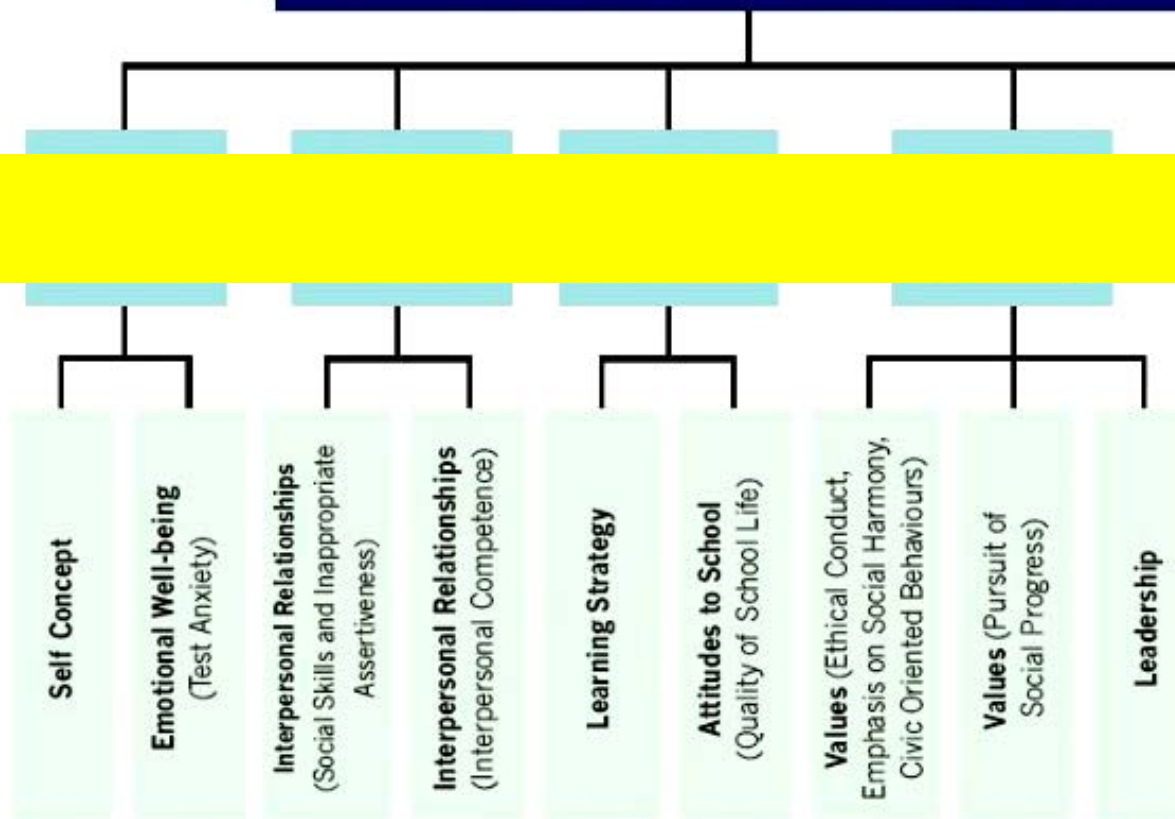 Self Concept
Emotional Well-being
(Test Anxiety)
Interpersonal Relationships
(Social Skills and Inappropriate
Assertiveness)
Interpersonal Relationships
(Interpersonal Competence)
Learning Strategy
Attitudes to School
(Quality of School Life)
Values (Ethical Conduct,
Emphasis on Social Harmony,
Civic Oriented Behaviours)
Values (Pursuit of
Social Progress)
Leadership